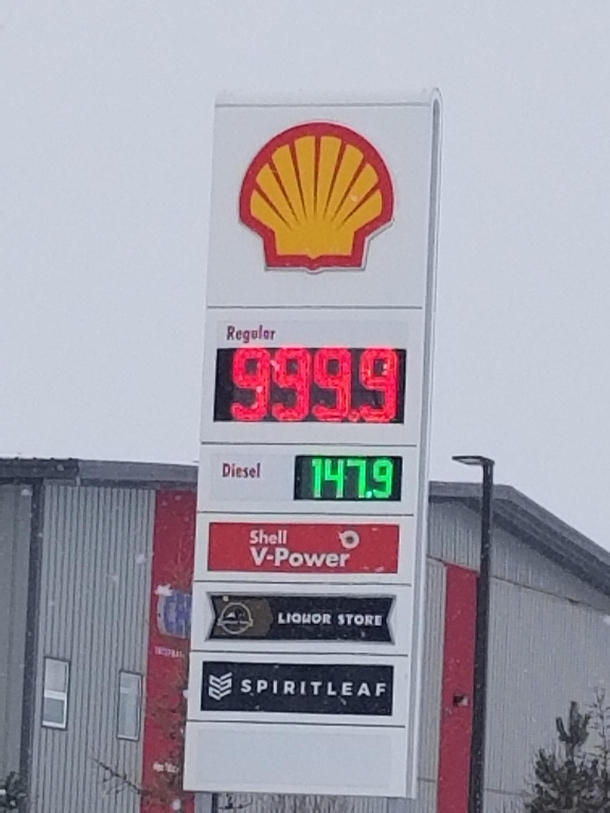 Regular
999.9
Diesel
147.9
Shell
V-Power
LIQUOR STORE
SPIRITLEAF